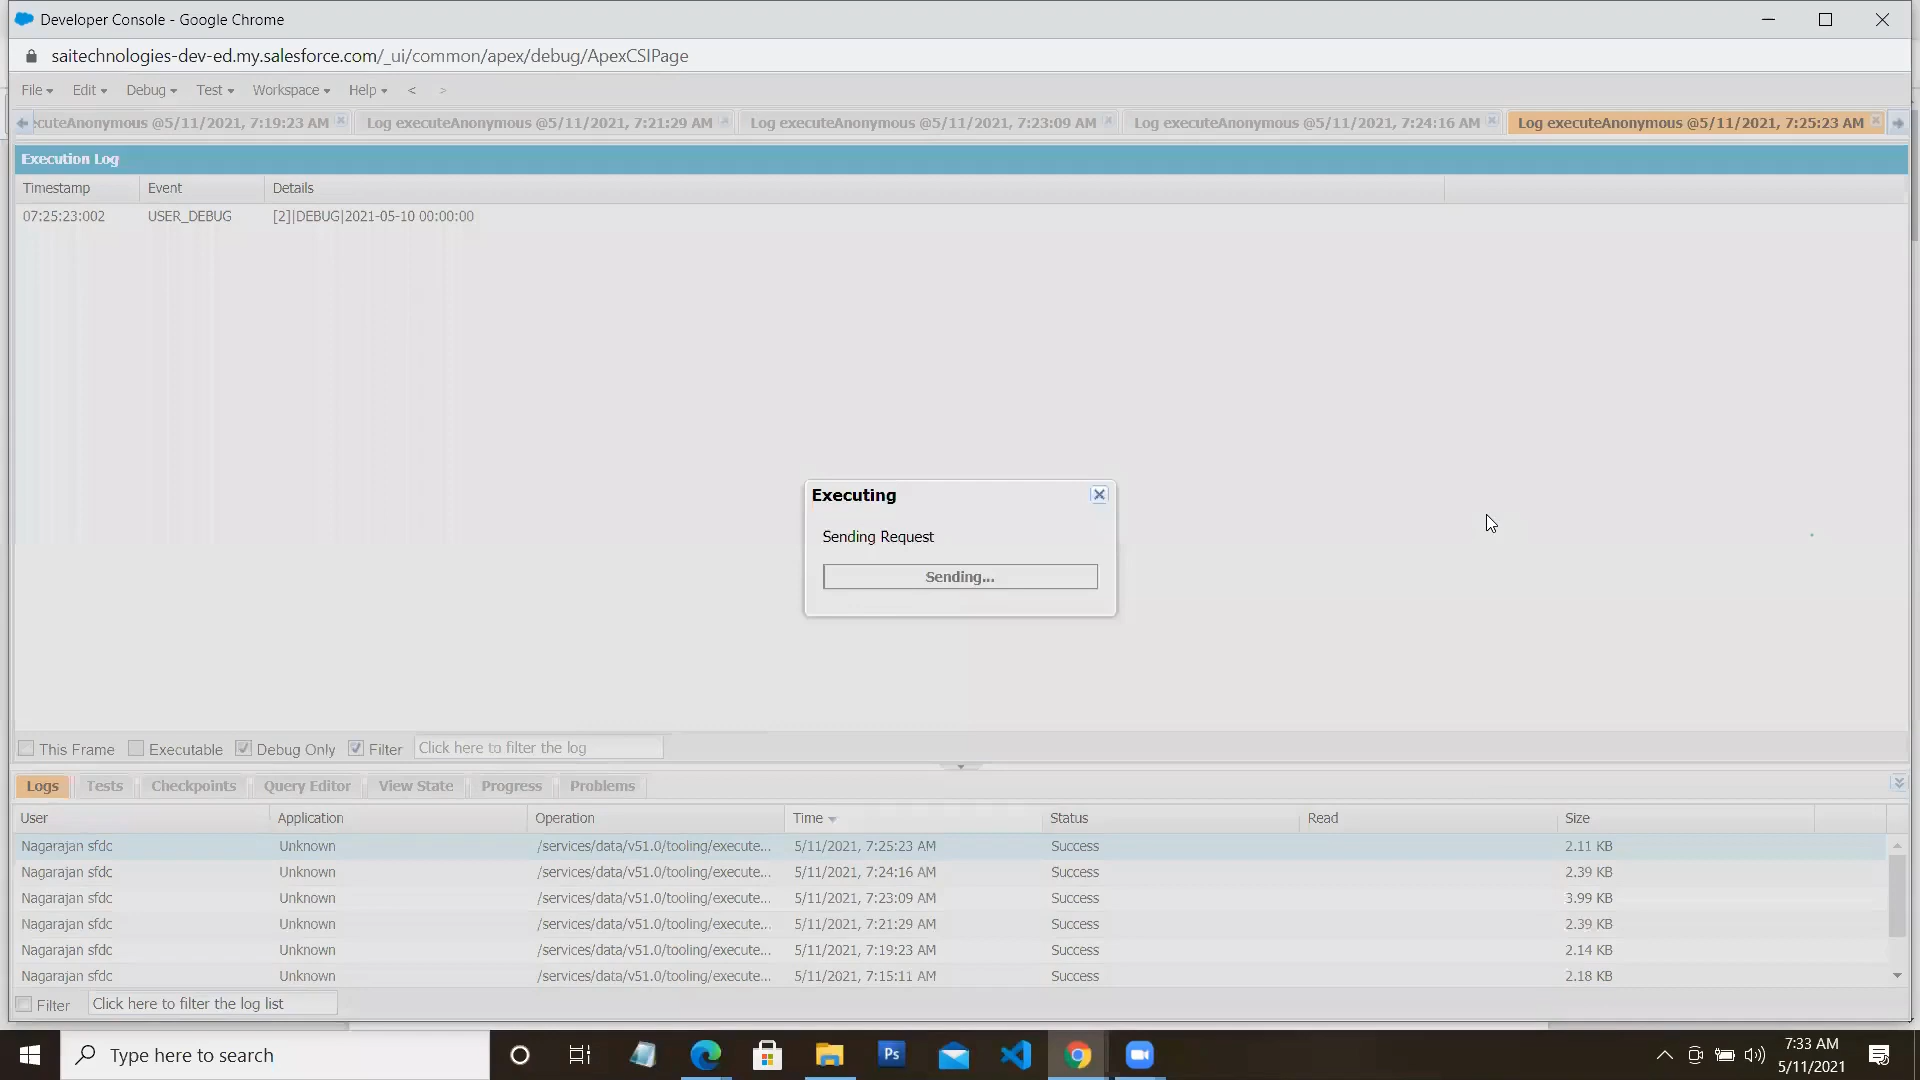 Developer Console - Google Chrome
saitechnologies-dev-ed.my.salesforce.com/_ui/common/apex/debug/ApexCSIPage
File Edit Debug Test Workspace Help < >
ecuteAnonymous @5/11/2021, 7:19:23 AM Log executeAnonymous @5/11/2021, 7:21:29 AM Log executeAnonymous @5/11/2021, 7:23:09 AM Log executeAnonymous @5/11/2021, 7:24:16 AM Log executeAnonymous @5/11/2021, 7:25:23 AM
Execution Log
Timestamp Event Details
07:25:23:002 USER_DEBUG [2]|DEBUG|2021-05-10 00:00:00
Executing
Sending Request
Sending...
This Frame Executable Debug Only Filter Click here to filter the log
Logs Tests Checkpoints Query Editor View State Progress Problems
User Application Operation Time Status Read Size
Nagarajan sfdc Unknown /services/data/v51.0/tooling/execute... 5/11/2021, 7:25:23 AM Success 2.11 KB
Nagarajan sfdc Unknown /services/data/v51.0/tooling/execute... 5/11/2021, 7:24:16 AM Success 2.39 KB
Nagarajan sfdc Unknown /services/data/v51.0/tooling/execute... 5/11/2021, 7:23:09 AM Success 3.99 KB
Nagarajan sfdc Unknown /services/data/v51.0/tooling/execute... 5/11/2021, 7:21:29 AM Success 2.39 KB
Nagarajan sfdc Unknown /services/data/v51.0/tooling/execute... 5/11/2021, 7:19:23 AM Success 2.14 KB
Nagarajan sfdc Unknown /services/data/v51.0/tooling/execute... 5/11/2021, 7:15:11 AM Success 2.18 KB
Filter Click here to filter the log list
Type here to search
Ps
7:33 AM
5/11/2021